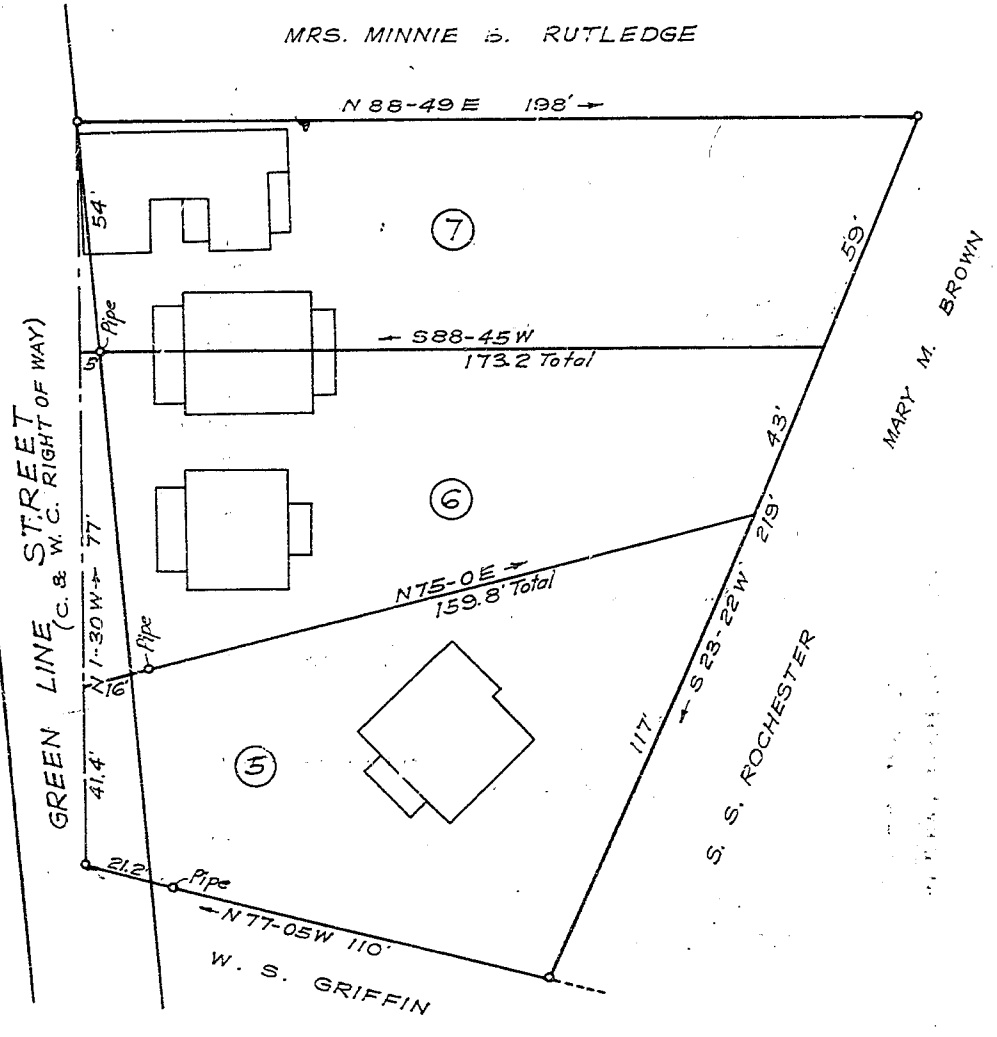 MRS. MINNIE B. RUTLEDGE
N 88-49 E 198'
54'
7
59'
MARY M. BROWN
Pipe
S 88-45 W
173.2 Total
5'
43'
6
219'
GREEN LINE STREET
(C. & W. C. RIGHT OF WAY)
N 1-30 W 77'
N 75-0 E
159.8' Total
Pipe
16'
S 23-22 W
117'
S. S. ROCHESTER
5
41.4'
21.2'
Pipe
N 77-05 W 110'
W. S. GRIFFIN